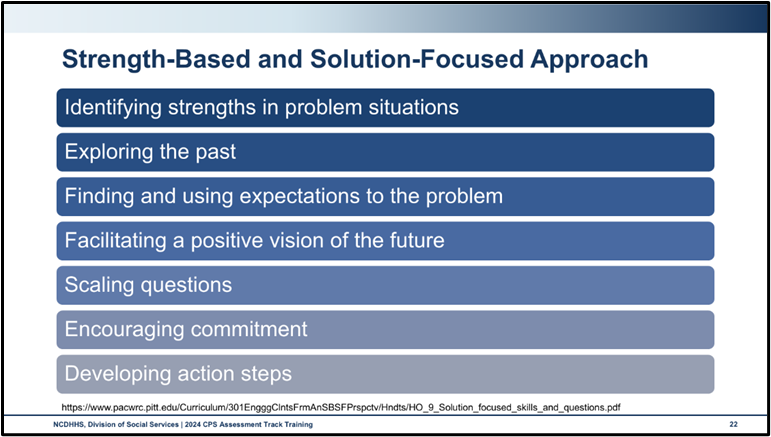 Strength-Based and Solution-Focused Approach
Identifying strengths in problem situations
Exploring the past
Finding and using expectations to the problem
Facilitating a positive vision of the future
Scaling questions
Encouraging commitment
Developing action steps
https://www.pacwrc.pitt.edu/Curriculum/301EngggClntsFrmAnSBSFPrspctv/Hndts/HO_9_Solution_focused_skills_and_questions.pdf
NCDHHS, Division of Social Services | 2024 CPS Assessment Track Training 22